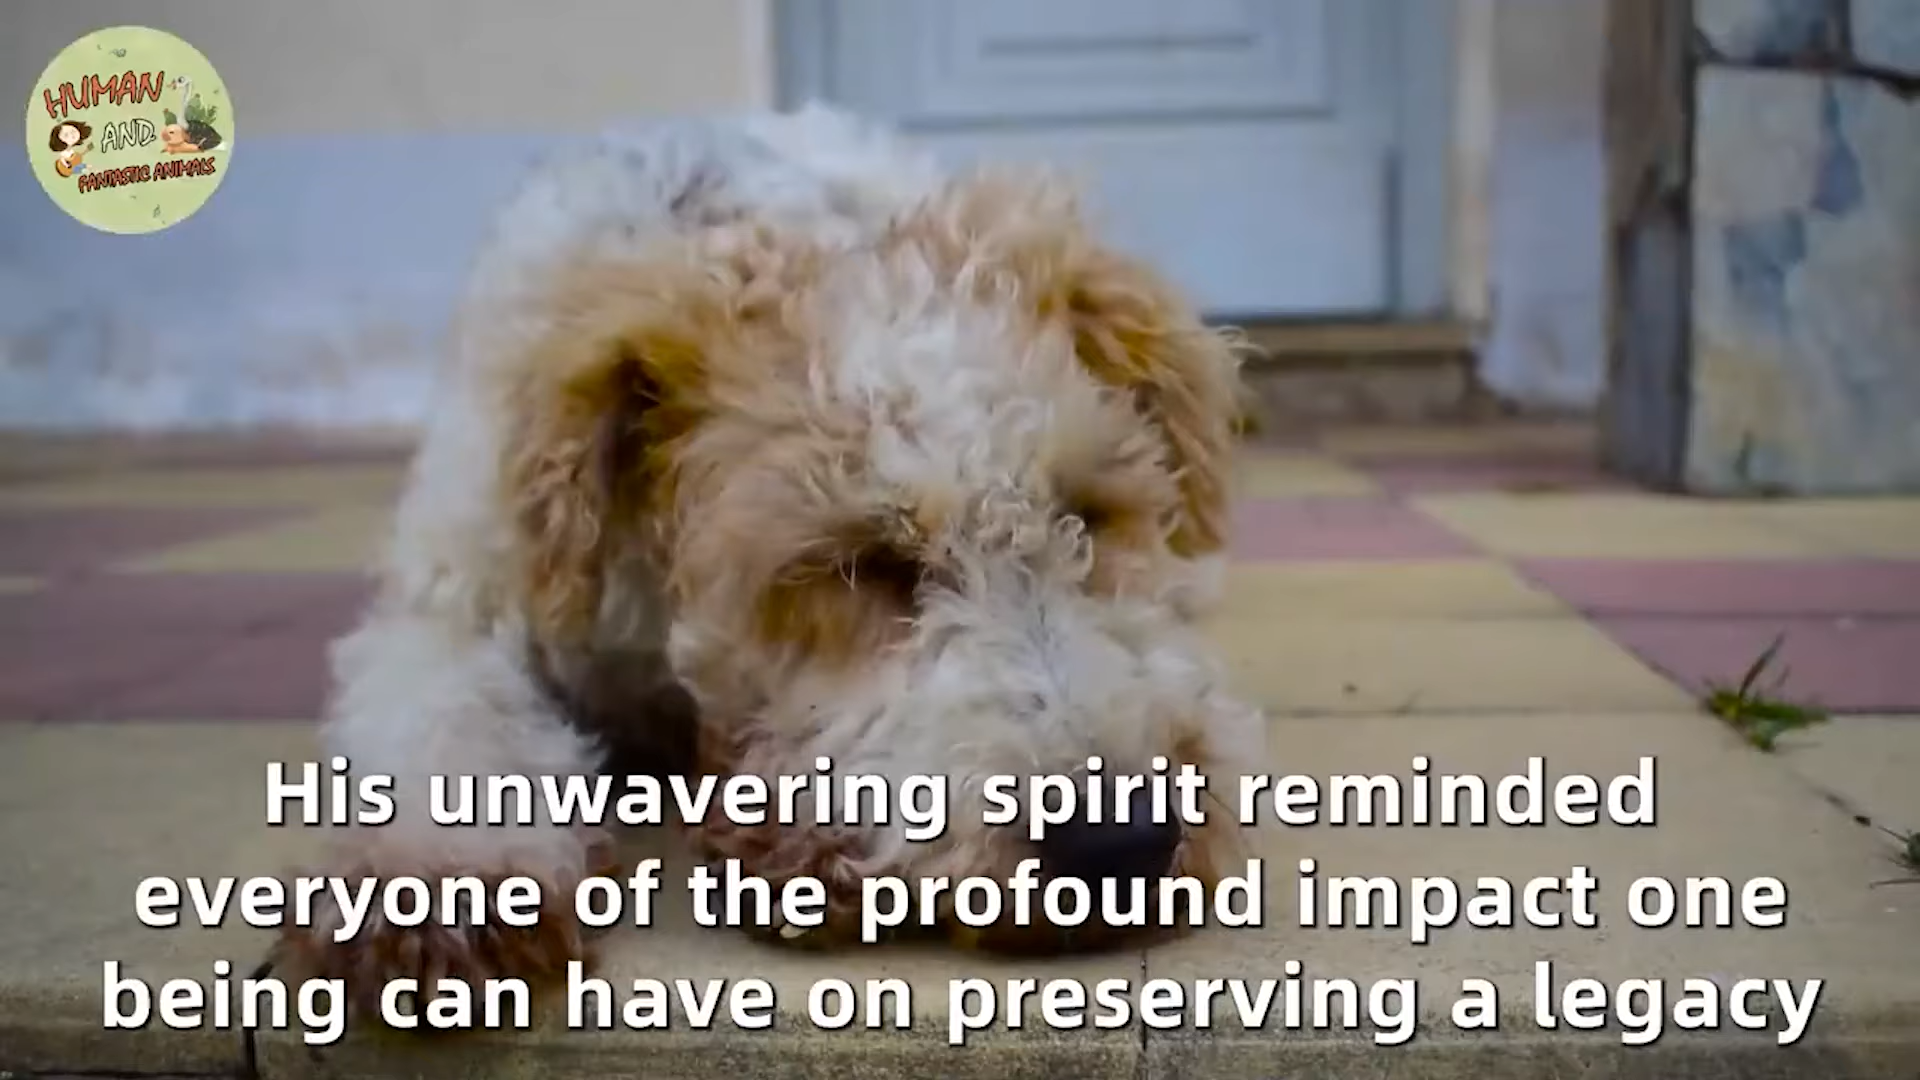 HUMAN
AND
FANTASTIC ANIMALS
His unwavering spirit reminded
everyone of the profound impact one
being can have on preserving a legacy